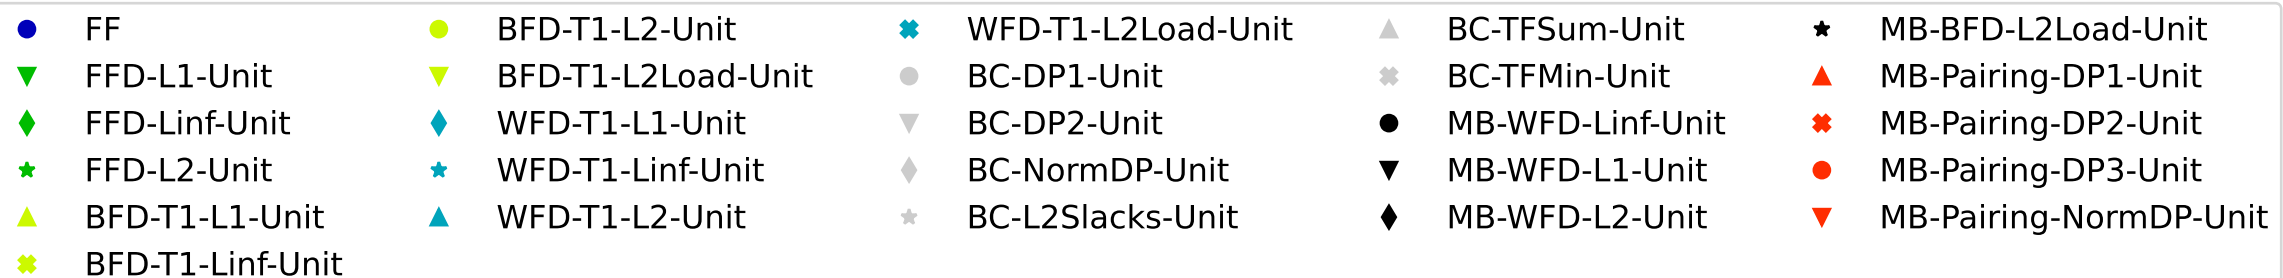 FF
FFD-L1-Unit
FFD-Linf-Unit
FFD-L2-Unit
BFD-T1-L1-Unit
BFD-T1-Linf-Unit
BFD-T1-L2-Unit
BFD-T1-L2Load-Unit
WFD-T1-L1-Unit
WFD-T1-Linf-Unit
WFD-T1-L2-Unit
WFD-T1-L2Load-Unit
BC-DP1-Unit
BC-DP2-Unit
BC-NormDP-Unit
BC-L2Slacks-Unit
BC-TFSum-Unit
BC-TFMin-Unit
MB-WFD-Linf-Unit
MB-WFD-L1-Unit
MB-WFD-L2-Unit
MB-BFD-L2Load-Unit
MB-Pairing-DP1-Unit
MB-Pairing-DP2-Unit
MB-Pairing-DP3-Unit
MB-Pairing-NormDP-Unit